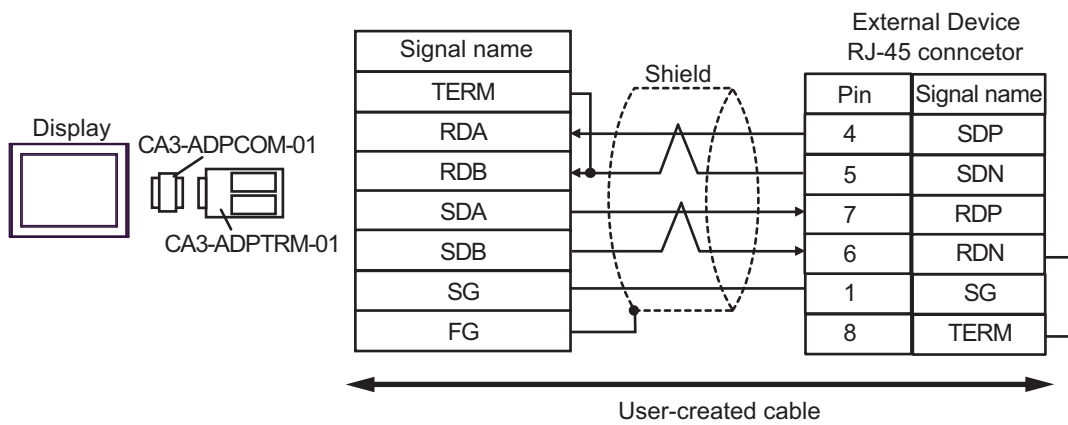 External Device
RJ-45 conncetor
Display
CA3-ADPCOM-01
CA3-ADPTRM-01
Signal name
TERM
RDA
RDB
SDA
SDB
SG
FG
Shield
Pin Signal name
4 SDP
5 SDN
7 RDP
6 RDN
1 SG
8 TERM
User-created cable